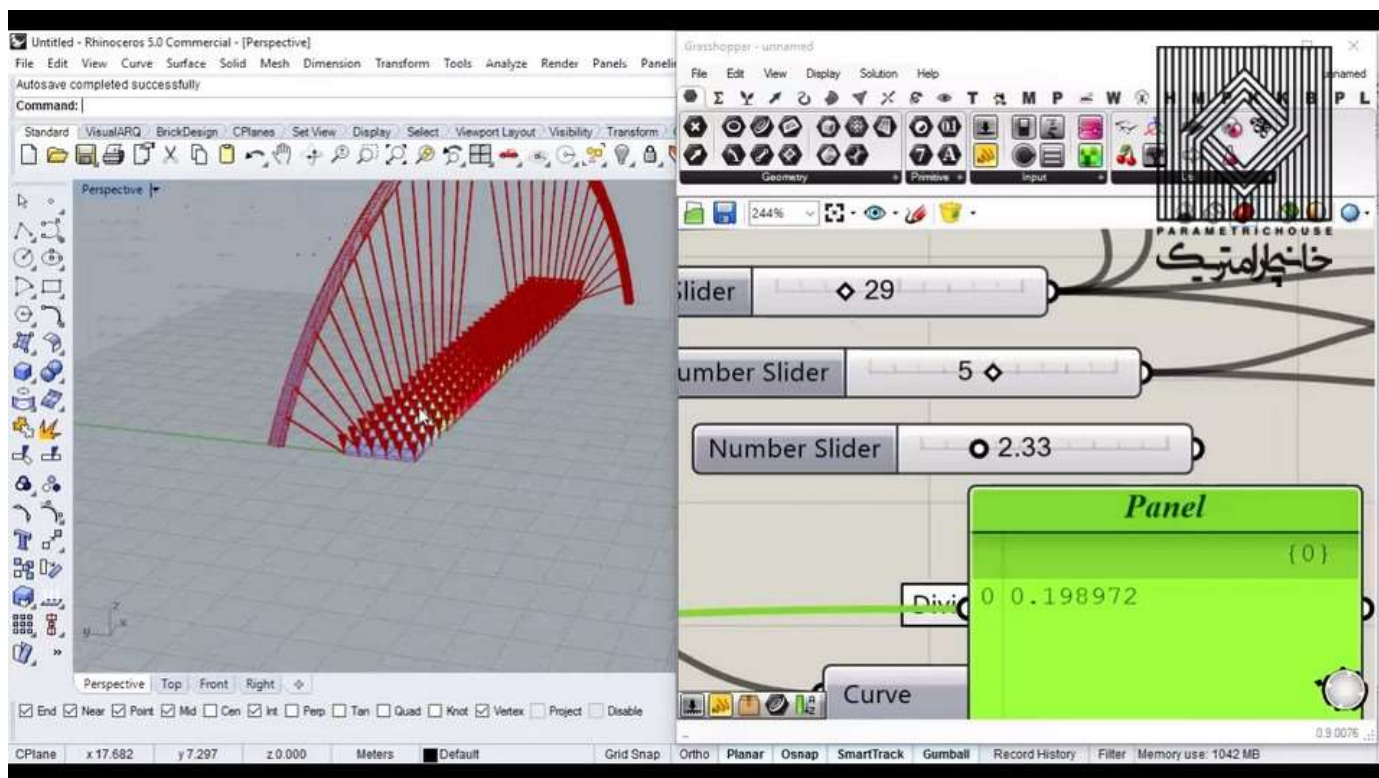 Untitled - Rhinoceros 5.0 Commercial - [Perspective]
File Edit View Curve Surface Solid Mesh Dimension Transform Tools Analyze Render Panels
Autosave completed successfully
Command:
Standard VisualARQ BrickDesign CPlanes Set View Display Select Viewport Layout Visibility Transform
Perspective
z
y x
Perspective Top Front Right
End Near Point Mid Cen Int Perp Tan Quad Knot Vertex Project Disable
CPlane x 17.682 y 7.297 z 0.000 Meters Default Grid Snap Ortho Planar Osnap SmartTrack Gumball Record History Filter Memory use: 1042 MB
Grasshopper - unnamed
File Edit View Display Solution Help
unnamed
T M P W
Geometry Primitive Input
244%
PARAMETRICHOUSE
خانه پارامتریک
Slider 29
Number Slider 5
Number Slider 2.33
Panel
{0}
0 0.198972
Curve
0.9.0076